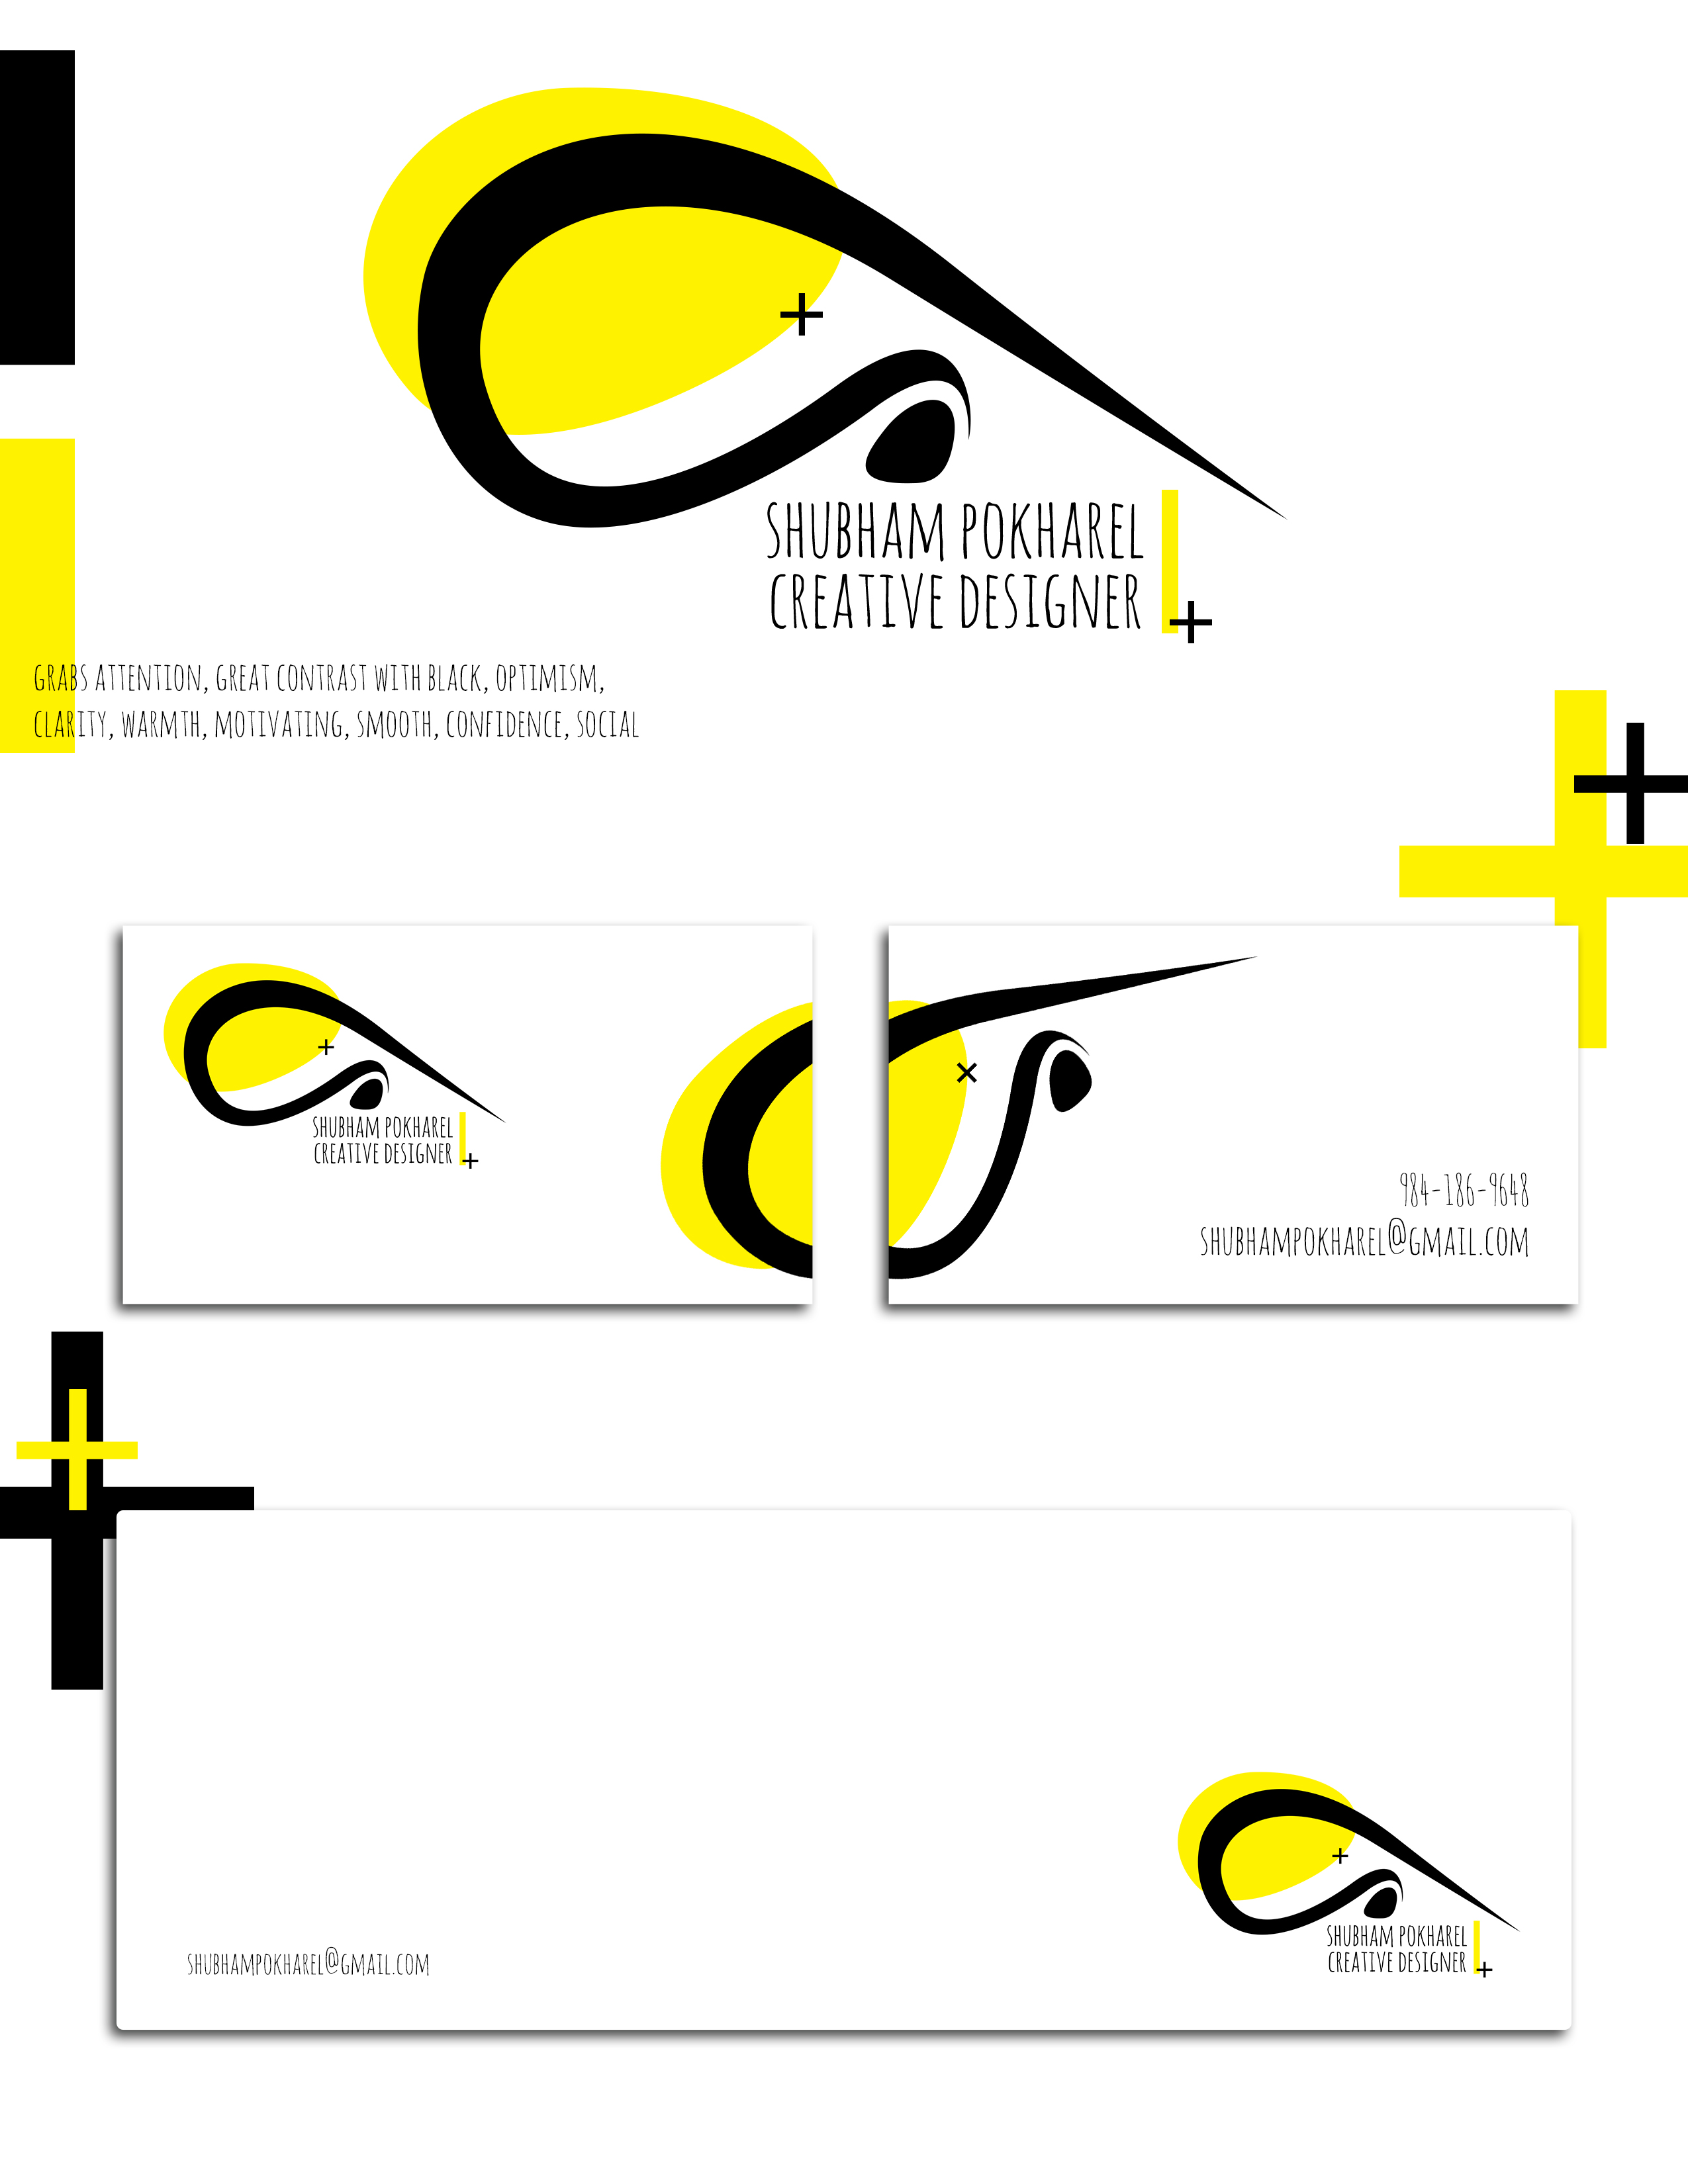 SHUBHAM POKHAREL
CREATIVE DESIGNER
GRABS ATTENTION, GREAT CONTRAST WITH BLACK, OPTIMISM,
CLARITY, WARMTH, MOTIVATING, SMOOTH, CONFIDENCE, SOCIAL
SHUBHAM POKHAREL
CREATIVE DESIGNER
984-186-9648
SHUBHAMPOKHAREL@GMAIL.COM
SHUBHAM POKHAREL
CREATIVE DESIGNER
SHUBHAMPOKHAREL@GMAIL.COM